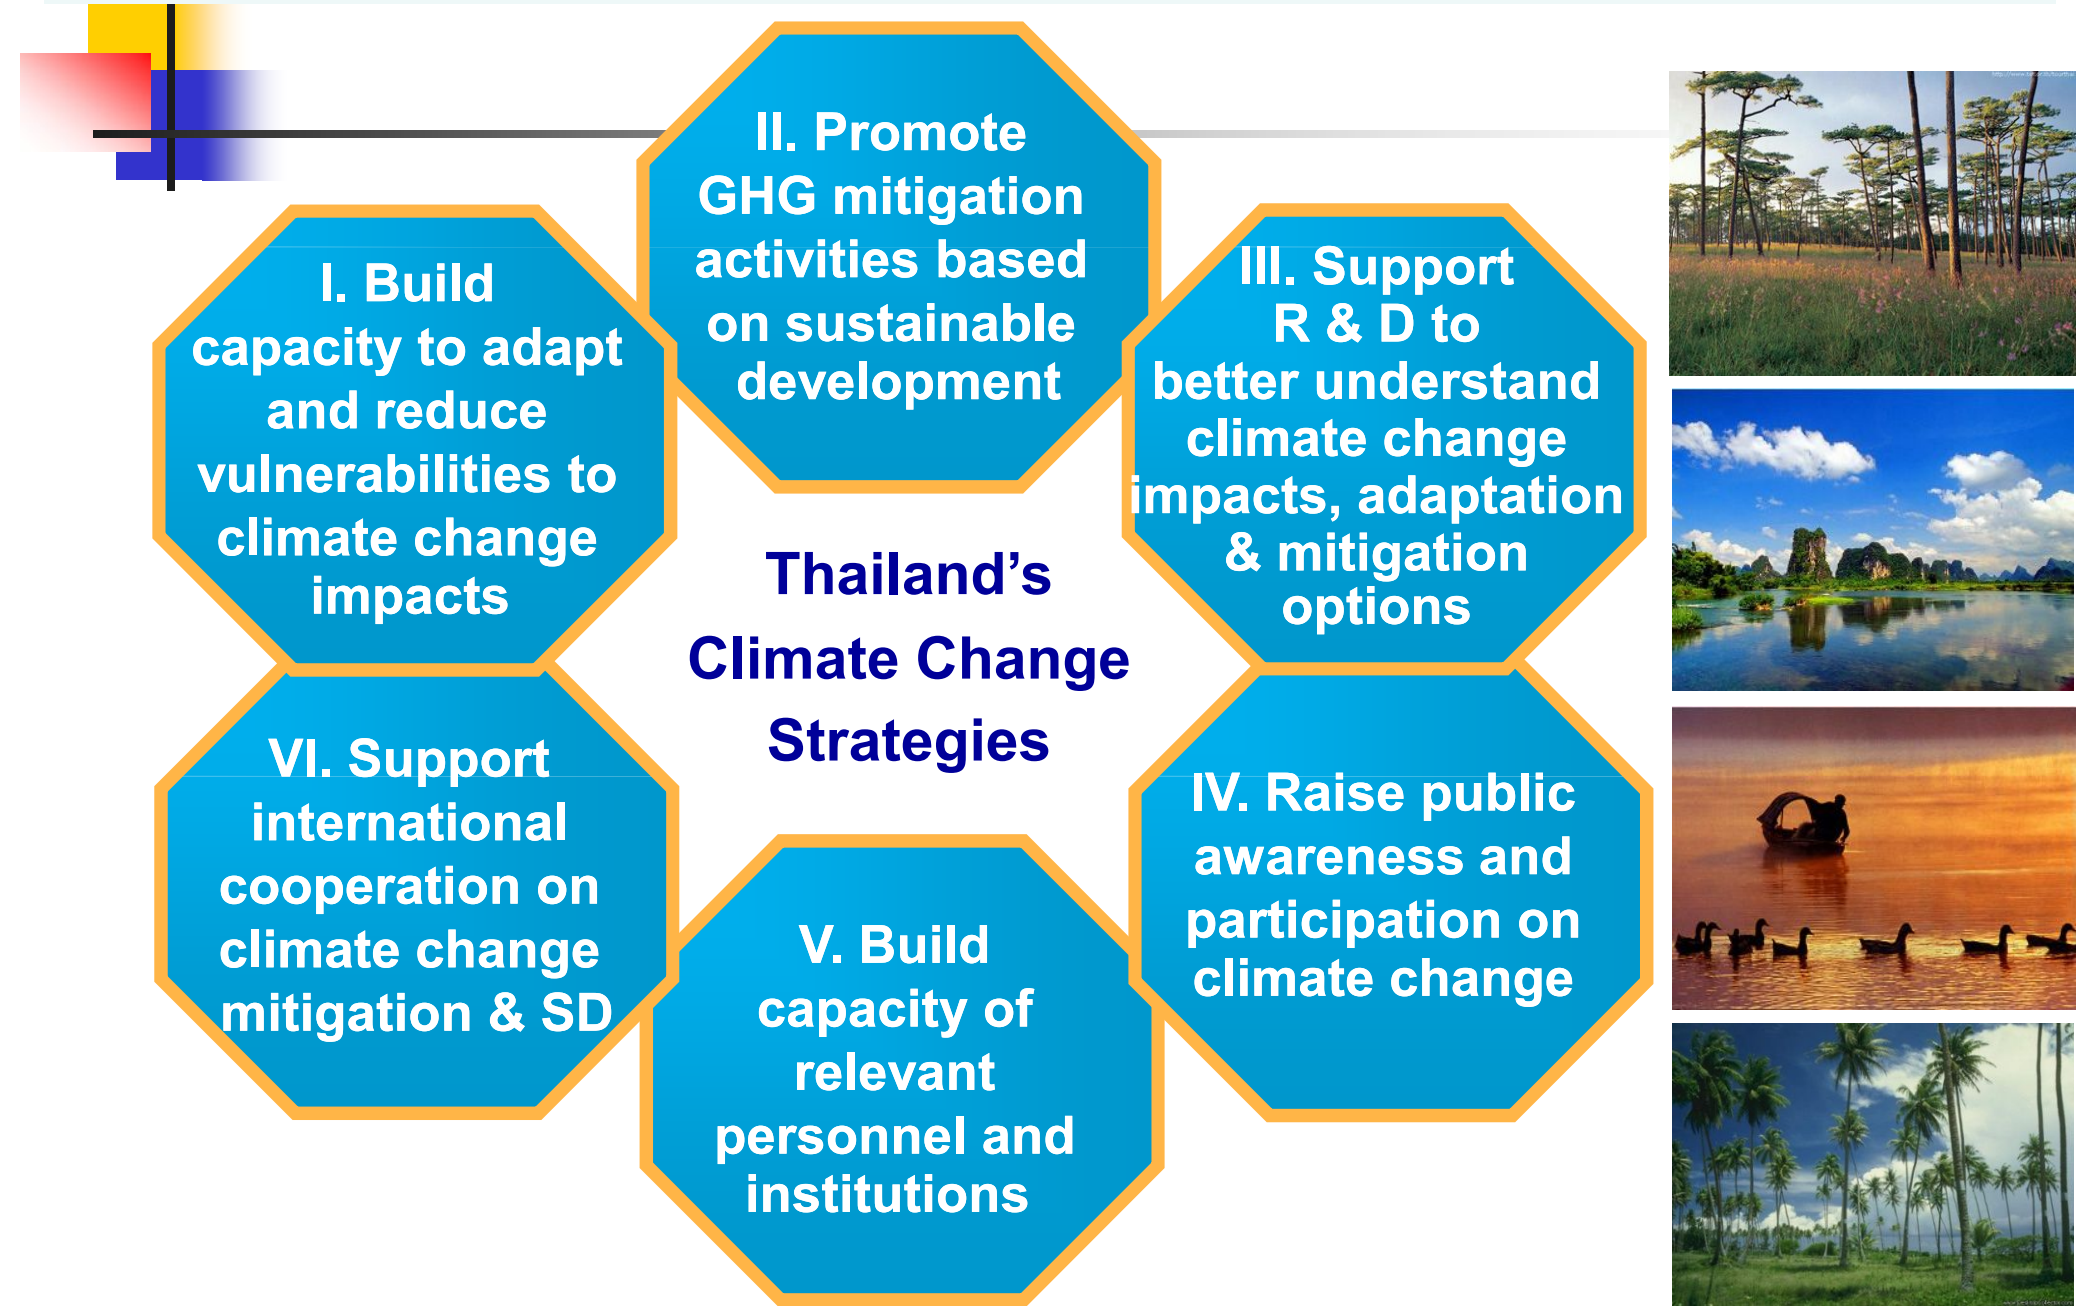 II. Promote
GHG mitigation
activities based
on sustainable
development
I. Build
capacity to adapt
and reduce
vulnerabilities to
climate change
impacts
III. Support
R & D to
better understand
climate change
impacts, adaptation
& mitigation
options
Thailand’s
Climate Change
Strategies
VI. Support
international
cooperation on
climate change
mitigation & SD
IV. Raise public
awareness and
participation on
climate change
V. Build
capacity of
relevant
personnel and
institutions